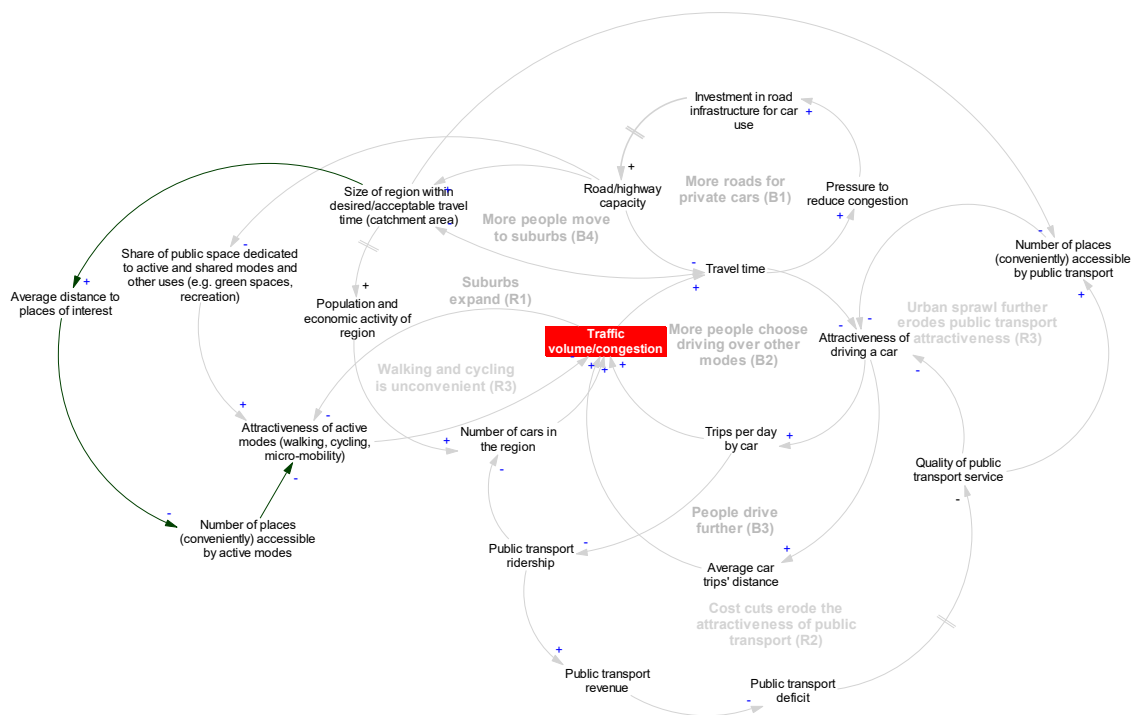 Investment in road
infrastructure for car
use
+
+
Road/highway
capacity
More roads for
private cars (B1)
Pressure to
reduce congestion
+
Size of region within
desired/acceptable travel
time (catchment area)
+
More people move
to suburbs (B4)
-
Number of places
(conveniently) accessible
by public transport
+
-
Share of public space dedicated
to active and shared modes and
other uses (e.g. green spaces,
recreation)
-
Travel time
+
+
Average distance to
places of interest
+
Population and
economic activity of
region
Suburbs
expand (R1)
Urban sprawl further
erodes public transport
attractiveness (R3)
Traffic
volume/congestion
-
+
+
+
More people choose
driving over other
modes (B2)
-
-
Attractiveness of
driving a car
-
Walking and cycling
is unconvenient (R3)
+
-
Attractiveness of active
modes (walking, cycling,
micro-mobility)
-
+
Number of cars in
the region
-
Trips per day
by car
+
Quality of public
transport service
-
-
Number of places
(conveniently) accessible
by active modes
People drive
further (B3)
Public transport
ridership
-
+
Average car
trips' distance
Cost cuts erode the
attractiveness of public
transport (R2)
+
Public transport
revenue
Public transport
deficit
-